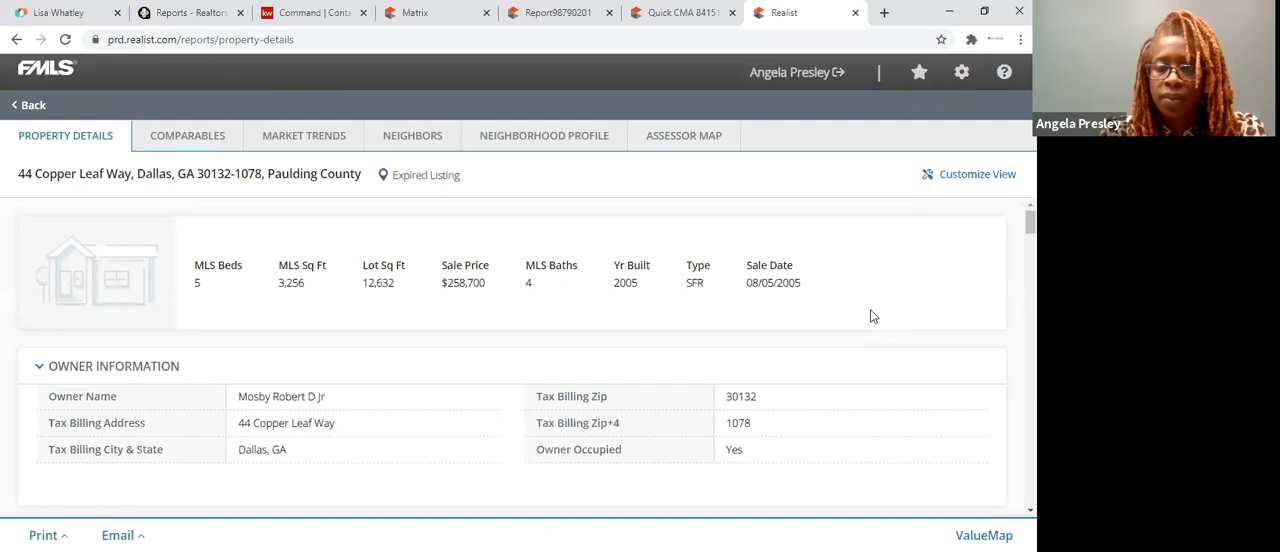 Lisa Whatley
Reports - Realtors
kw Command | Conta
Matrix
Report98790201
Quick CMA 84151
Realist
prd.realist.com/reports/property-details
FMLS
Angela Presley
Back
PROPERTY DETAILS COMPARABLES MARKET TRENDS NEIGHBORS NEIGHBORHOOD PROFILE ASSESSOR MAP
Angela Presley
44 Copper Leaf Way, Dallas, GA 30132-1078, Paulding County Expired Listing Customize View
MLS Beds MLS Sq Ft Lot Sq Ft Sale Price MLS Baths Yr Built Type Sale Date
5 3,256 12,632 $258,700 4 2005 SFR 08/05/2005
OWNER INFORMATION
Owner Name Mosby Robert D Jr Tax Billing Zip 30132
Tax Billing Address 44 Copper Leaf Way Tax Billing Zip+4 1078
Tax Billing City & State Dallas, GA Owner Occupied Yes
Print Email ValueMap